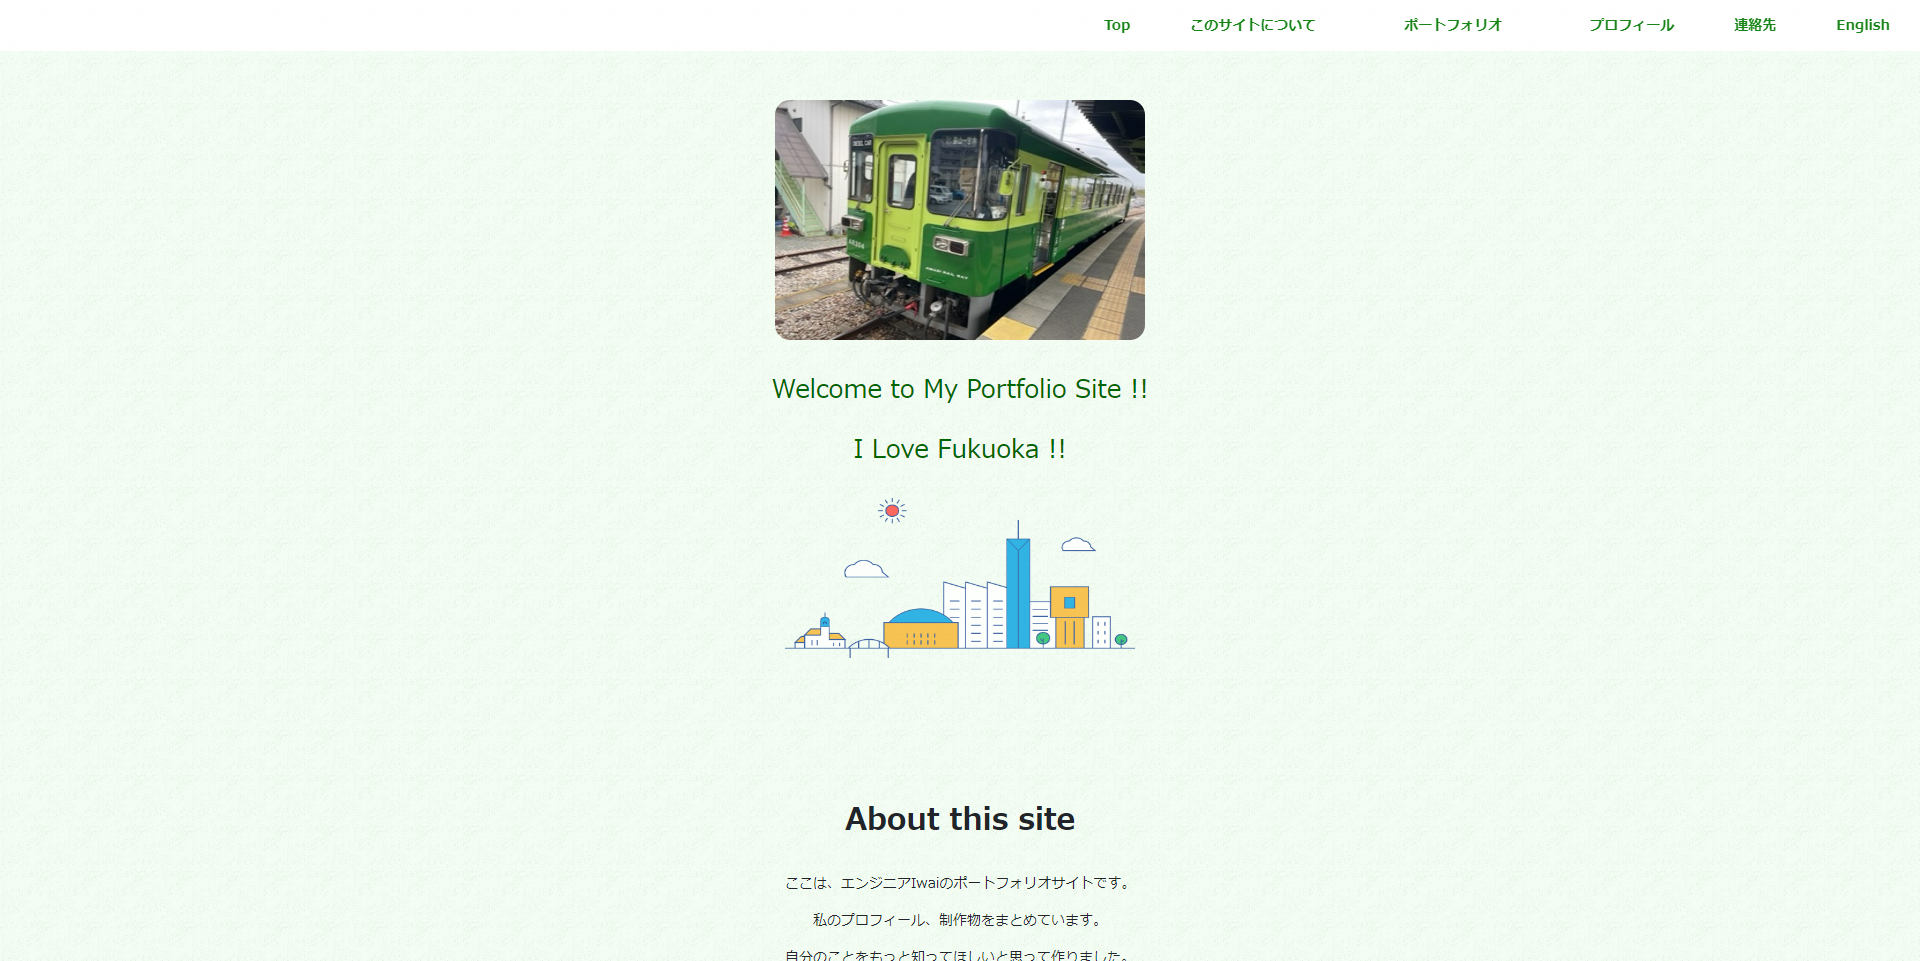 Top このサイトについて ポートフォリオ プロフィール 連絡先 English
DIESEL CAR
AMAGI RAIL WAY
Welcome to My Portfolio Site !!
I Love Fukuoka !!
About this site
ここは、エンジニアIwaiのポートフォリオサイトです。
私のプロフィール、制作物をまとめています。
自分のことをもっと知ってほしいと思って作りました。